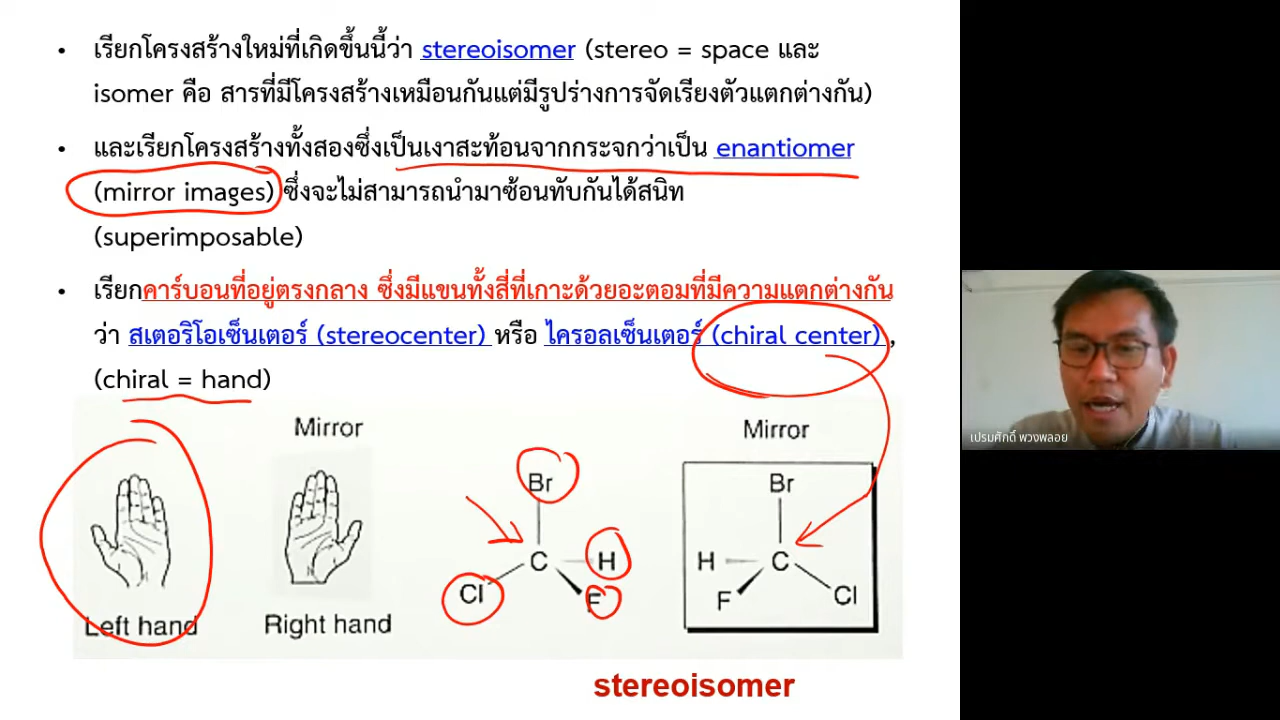 • เรียกโครงสร้างใหม่ที่เกิดขึ้นนี้ว่า stereoisomer (stereo = space และ
isomer คือ สารที่มีโครงสร้างเหมือนกันแต่มีรูปร่างการจัดเรียงตัวแตกต่างกัน)
• และเรียกโครงสร้างทั้งสองซึ่งเป็นเงาสะท้อนจากกระจกว่าเป็น enantiomer
(mirror images) ซึ่งจะไม่สามารถนำมาซ้อนทับกันได้สนิท
(superimposable)
• เรียกคาร์บอนที่อยู่ตรงกลาง ซึ่งมีแขนทั้งสี่ที่เกาะด้วยอะตอมที่มีความแตกต่างกัน
ว่า สเตอริโอเซ็นเตอร์ (stereocenter) หรือ ไครอลเซ็นเตอร์ (chiral center) ,
(chiral = hand)
Mirror
Left hand
Right hand
Br
C
H
Cl
F
Mirror
Br
H
C
F
Cl
stereoisomer
เปรมศักดิ์ พวงพลอย